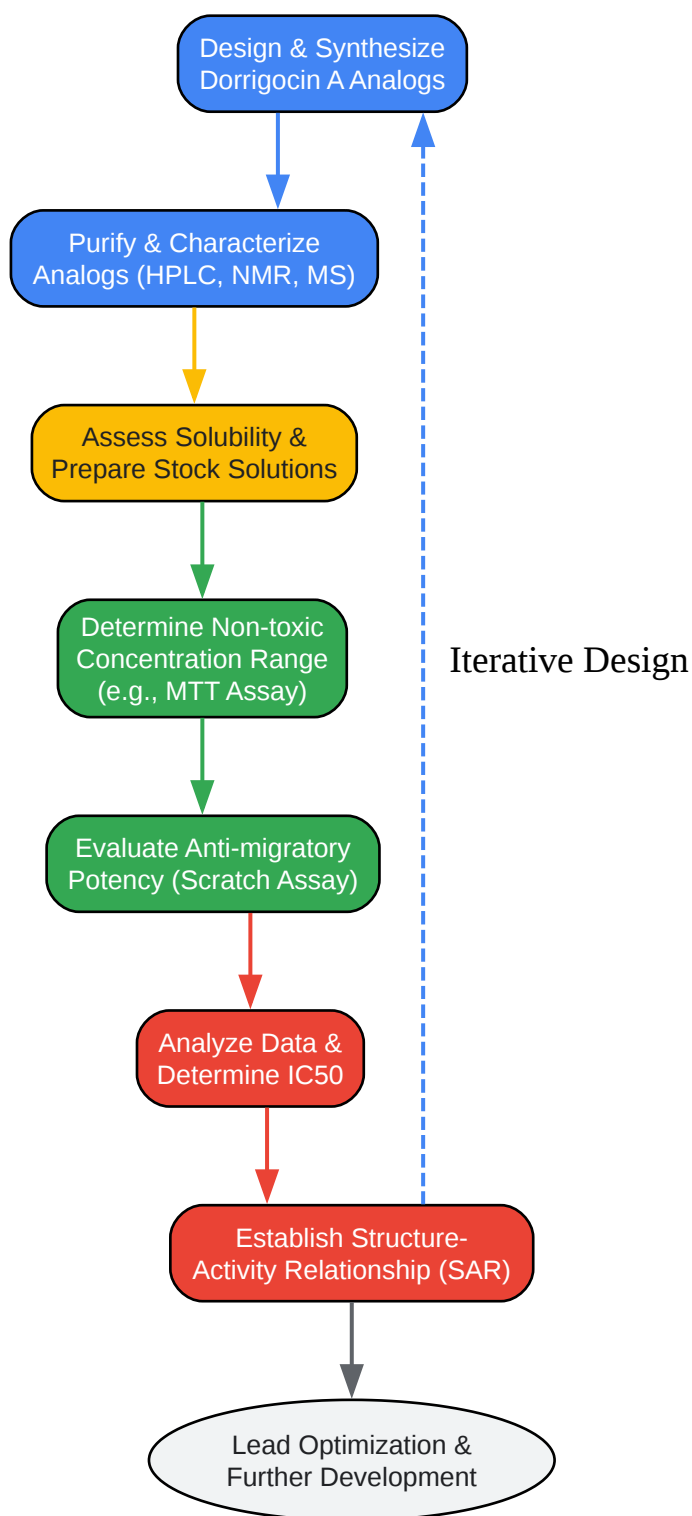 Design & Synthesize
Dorrigocin A Analogs
Purify & Characterize
Analogs (HPLC, NMR, MS)
Assess Solubility &
Prepare Stock Solutions
Determine Non-toxic
Concentration Range
(e.g., MTT Assay)
Iterative Design
Evaluate Anti-migratory
Potency (Scratch Assay)
Analyze Data &
Determine IC50
Establish Structure-
Activity Relationship (SAR)
Lead Optimization &
Further Development